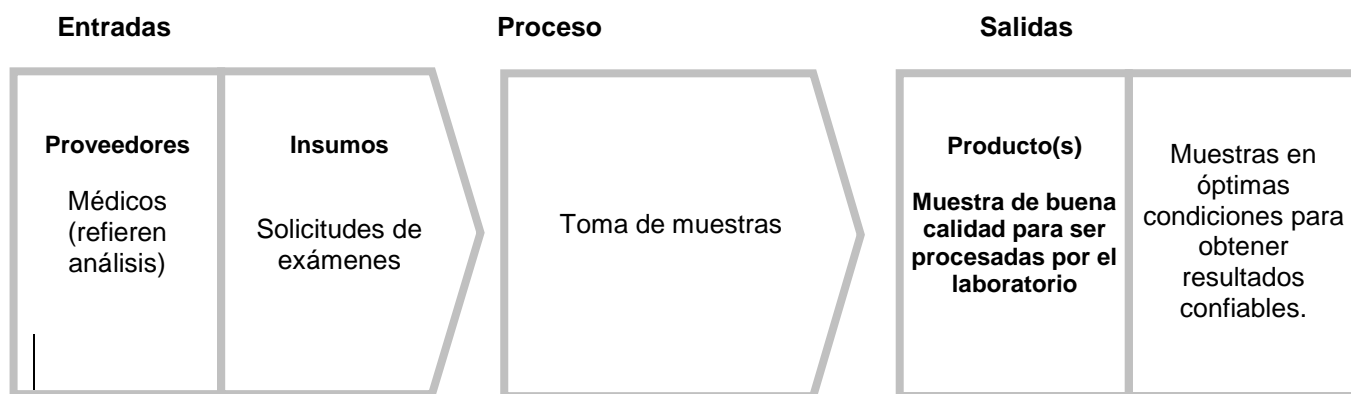 Entradas
Proceso
Salidas
Proveedores
Médicos
(refieren
análisis)
Insumos
Solicitudes de
exámenes
Toma de muestras
Producto(s)
Muestra de buena
calidad para ser
procesadas por el
laboratorio
Muestras en
óptimas
condiciones para
obtener
resultados
confiables.